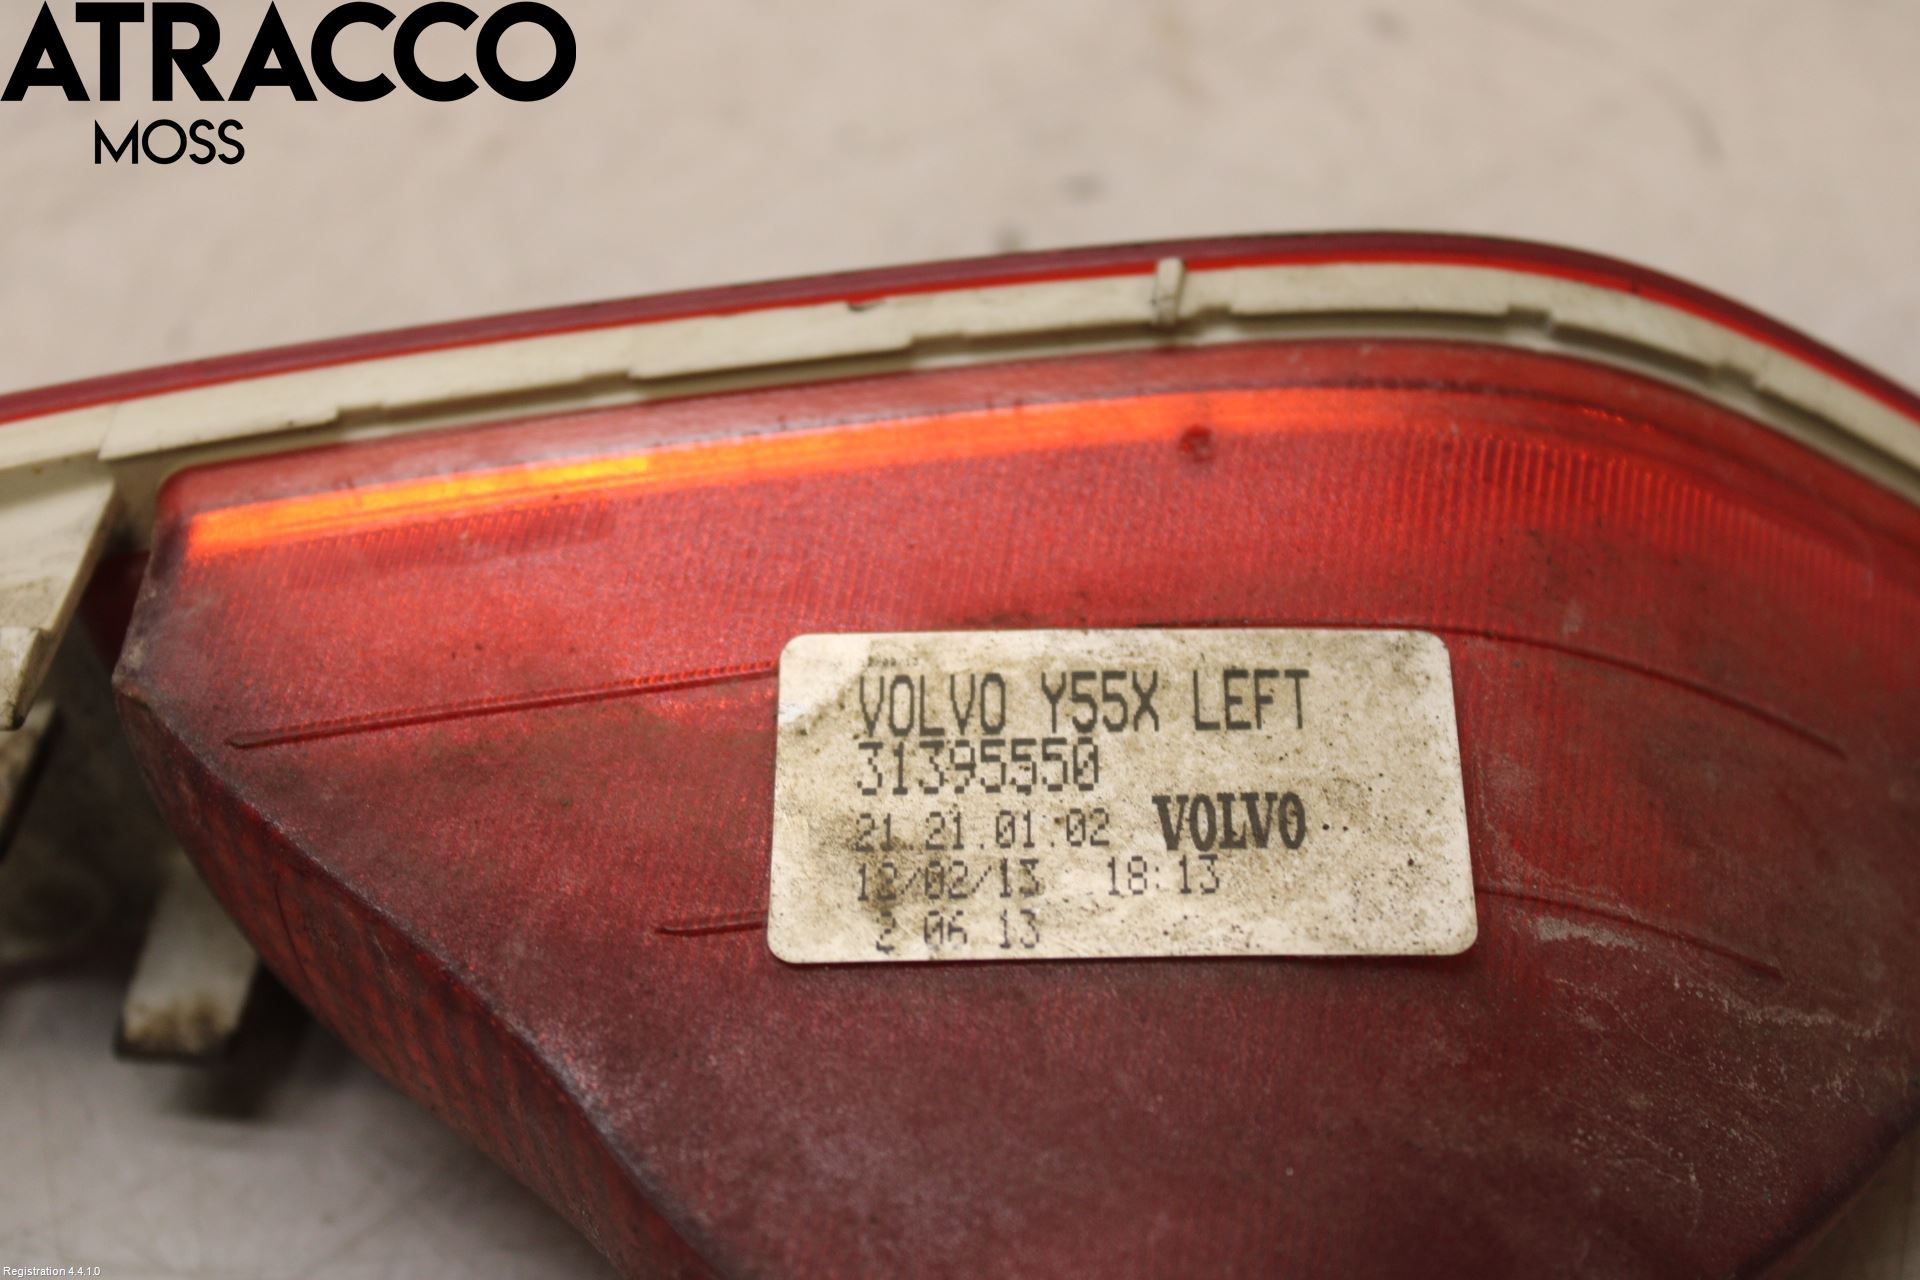 ATRACCO
MOSS
VOLVO Y55X LEFT
31395550
21.21.01:02 VOLVO
12/02/13 18:13
2 06 13
Registration 4.4.1.0